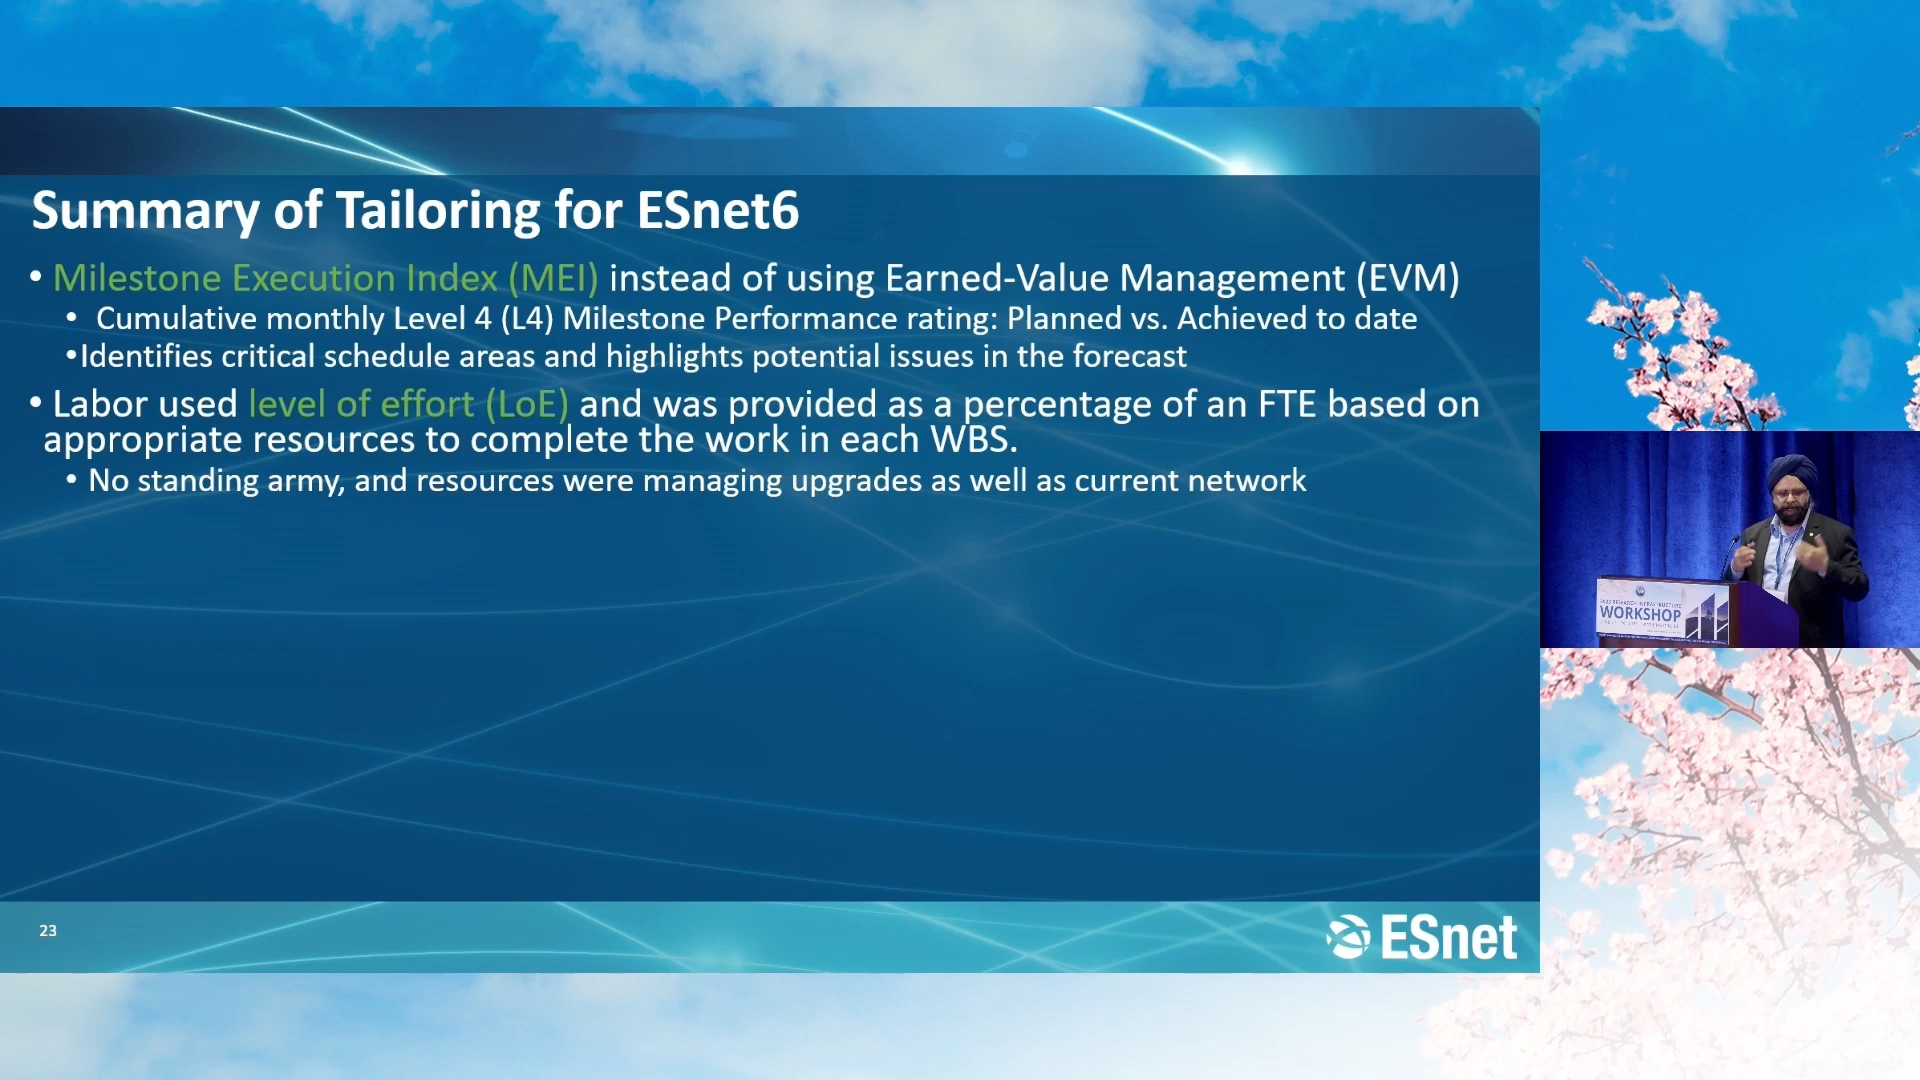 Summary of Tailoring for ESnet6
• Milestone Execution Index (MEI) instead of using Earned-Value Management (EVM)
• Cumulative monthly Level 4 (L4) Milestone Performance rating: Planned vs. Achieved to date
•Identifies critical schedule areas and highlights potential issues in the forecast
• Labor used level of effort (LoE) and was provided as a percentage of an FTE based on
appropriate resources to complete the work in each WBS.
• No standing army, and resources were managing upgrades as well as current network
23
ESnet
2023 RESEARCH INFRASTRUCTURE
WORKSHOP